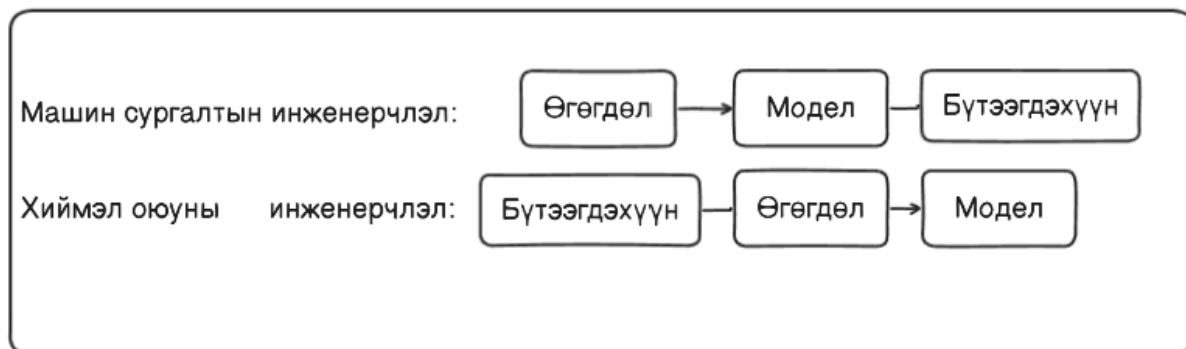 Машин сургалтын инженерчлэл: Өгөгдөл Модел Бүтээгдэхүүн
Хиймэл оюуны инженерчлэл: Бүтээгдэхүүн Өгөгдөл Модел